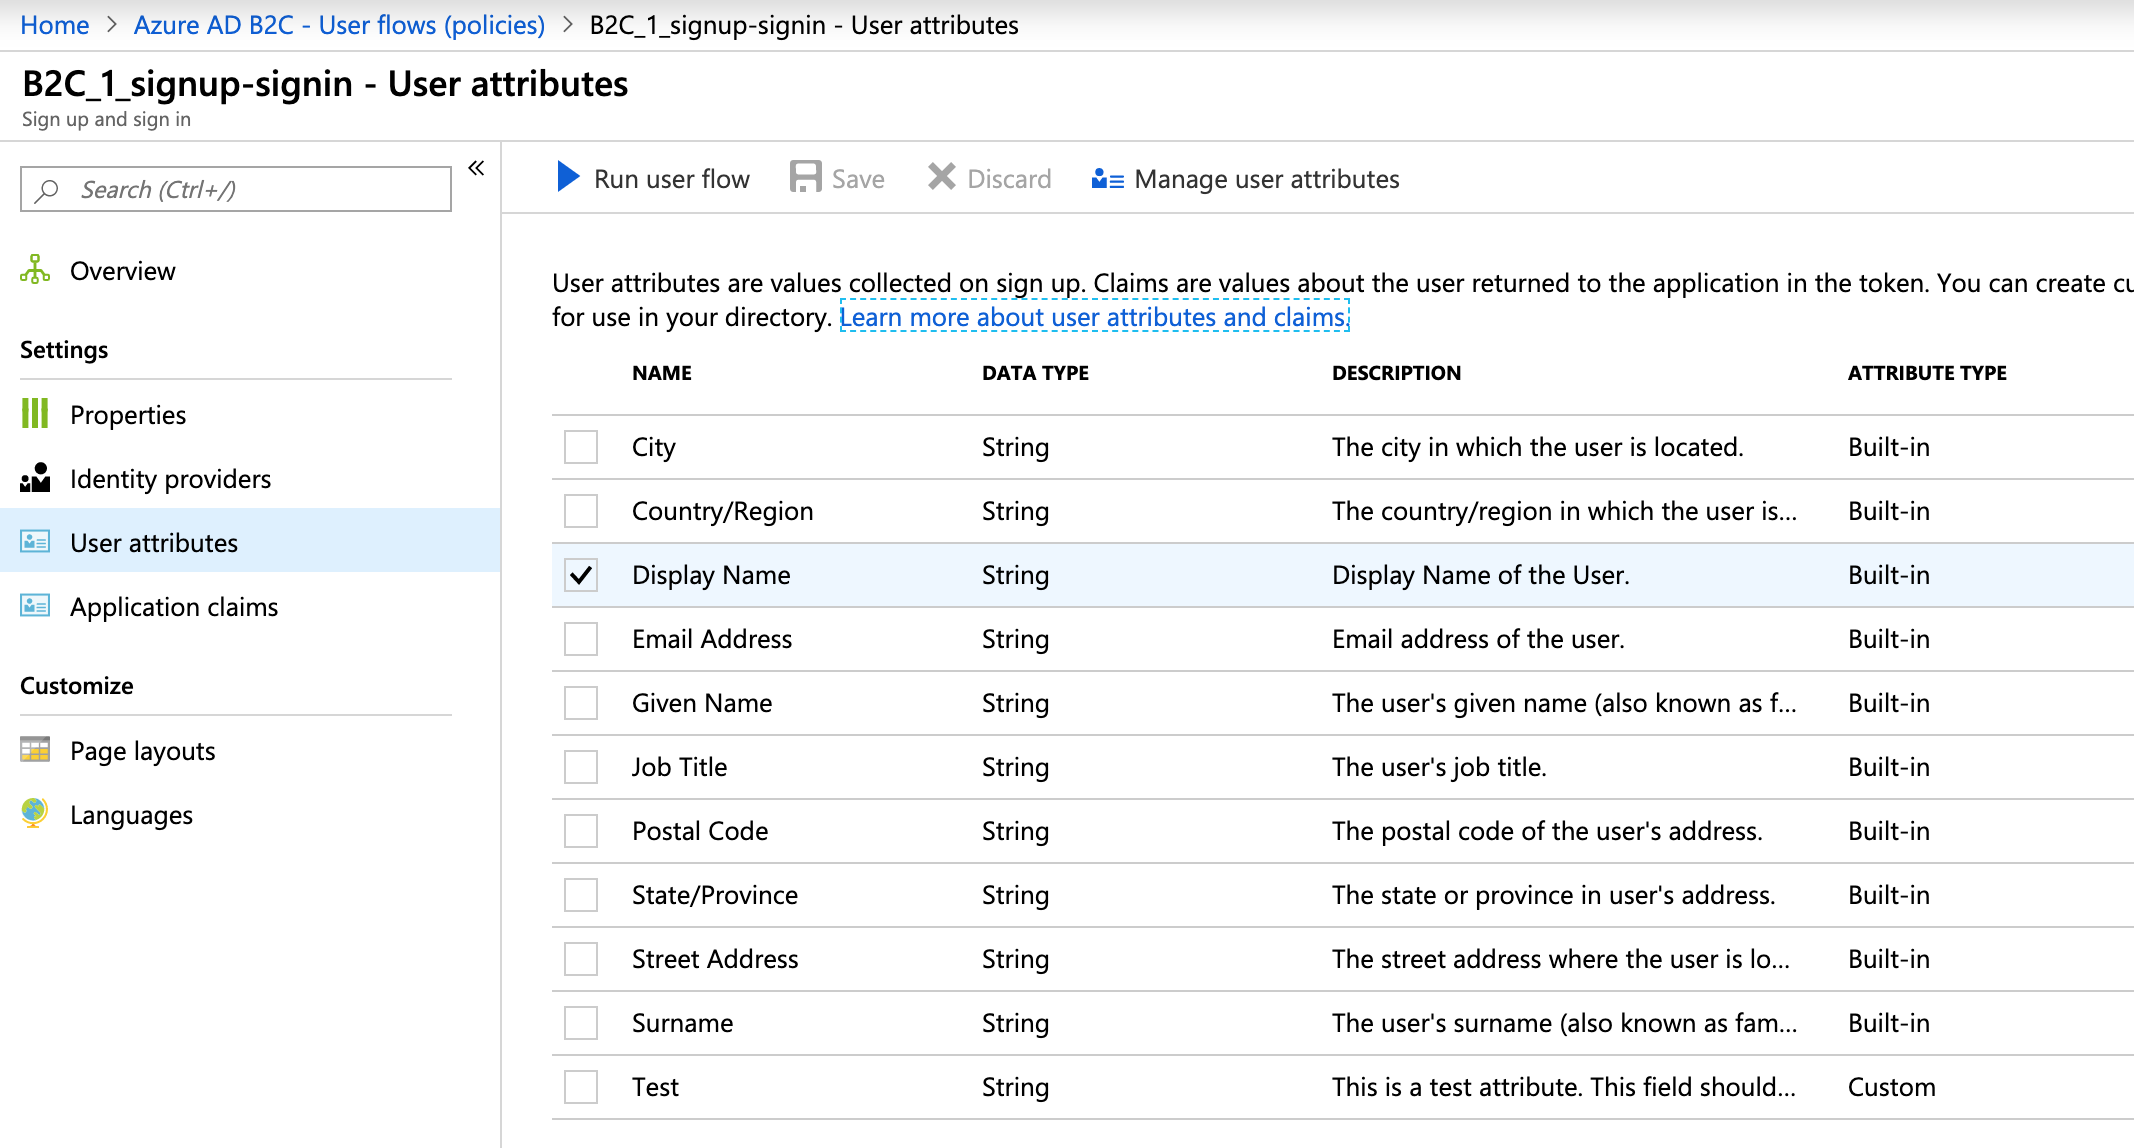 Home > Azure AD B2C - User flows (policies) > B2C_1_signup-signin - User attributes
B2C_1_signup-signin - User attributes
Sign up and sign in
Search (Ctrl+/)
«
Overview
Settings
Properties
Identity providers
User attributes
Application claims
Customize
Page layouts
Languages
Run user flow Save Discard Manage user attributes
User attributes are values collected on sign up. Claims are values about the user returned to the application in the token. You can create
for use in your directory. Learn more about user attributes and claims.
NAME DATA TYPE DESCRIPTION ATTRIBUTE TYPE
City String The city in which the user is located. Built-in
Country/Region String The country/region in which the user is... Built-in
Display Name String Display Name of the User. Built-in
Email Address String Email address of the user. Built-in
Given Name String The user's given name (also known as f... Built-in
Job Title String The user's job title. Built-in
Postal Code String The postal code of the user's address. Built-in
State/Province String The state or province in user's address. Built-in
Street Address String The street address where the user is lo... Built-in
Surname String The user's surname (also known as fam... Built-in
Test String This is a test attribute. This field should... Custom